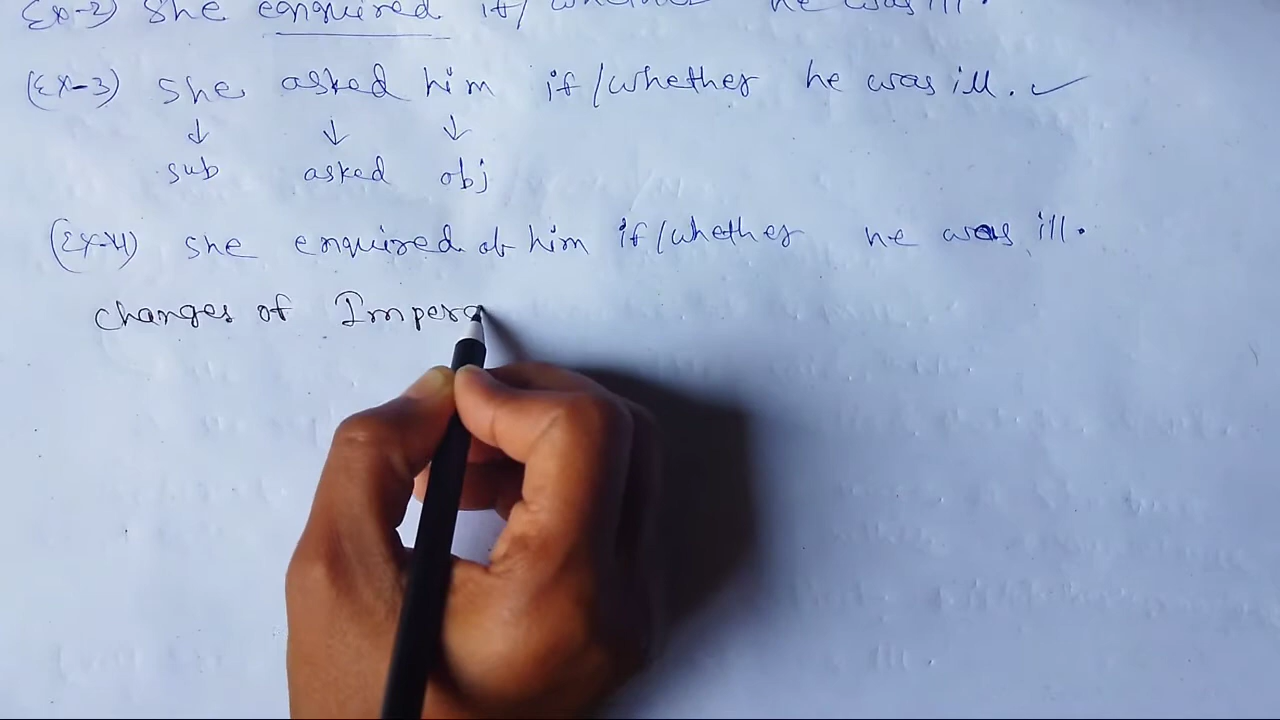 (Ex-2) She enquired if/whether he was ill.
(Ex-3) She asked him if/whether he was ill. ✓
↓ ↓ ↓
sub asked obj
(Ex-4) she enquired of him if/whether he was ill.
Changes of Impera